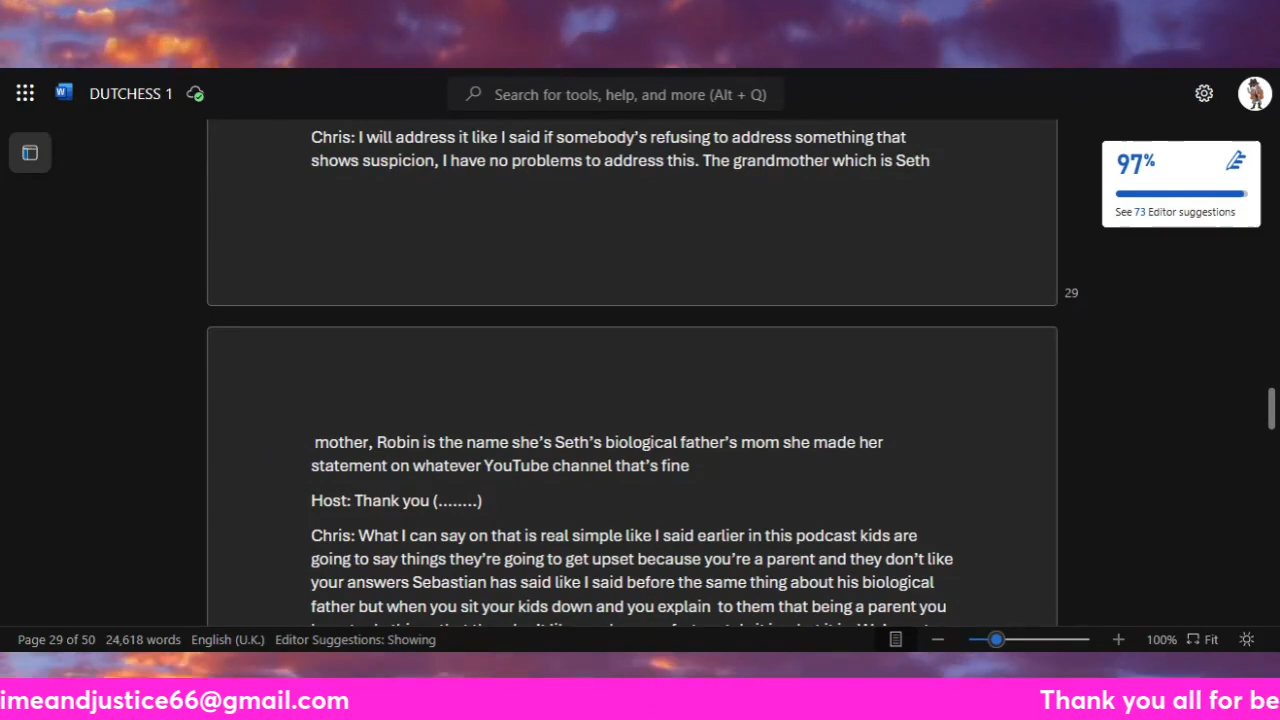 DUTCHESS 1
Search for tools, help, and more (Alt + Q)
Chris: I will address it like I said if somebody's refusing to address something that
shows suspicion, I have no problems to address this. The grandmother which is Seth
97%
See 73 Editor suggestions
29
mother, Robin is the name she's Seth's biological father's mom she made her
statement on whatever YouTube channel that's fine
Host: Thank you (........)
Chris: What I can say on that is real simple like I said earlier in this podcast kids are
going to say things they're going to get upset because you're a parent and they don't like
your answers Sebastian has said like I said before the same thing about his biological
father but when you sit your kids down and you explain to them that being a parent you
Page 29 of 50 24,618 words English (U.K.) Editor Suggestions: Showing 100% Fit
imeandjustice66@gmail.com Thank you all for be